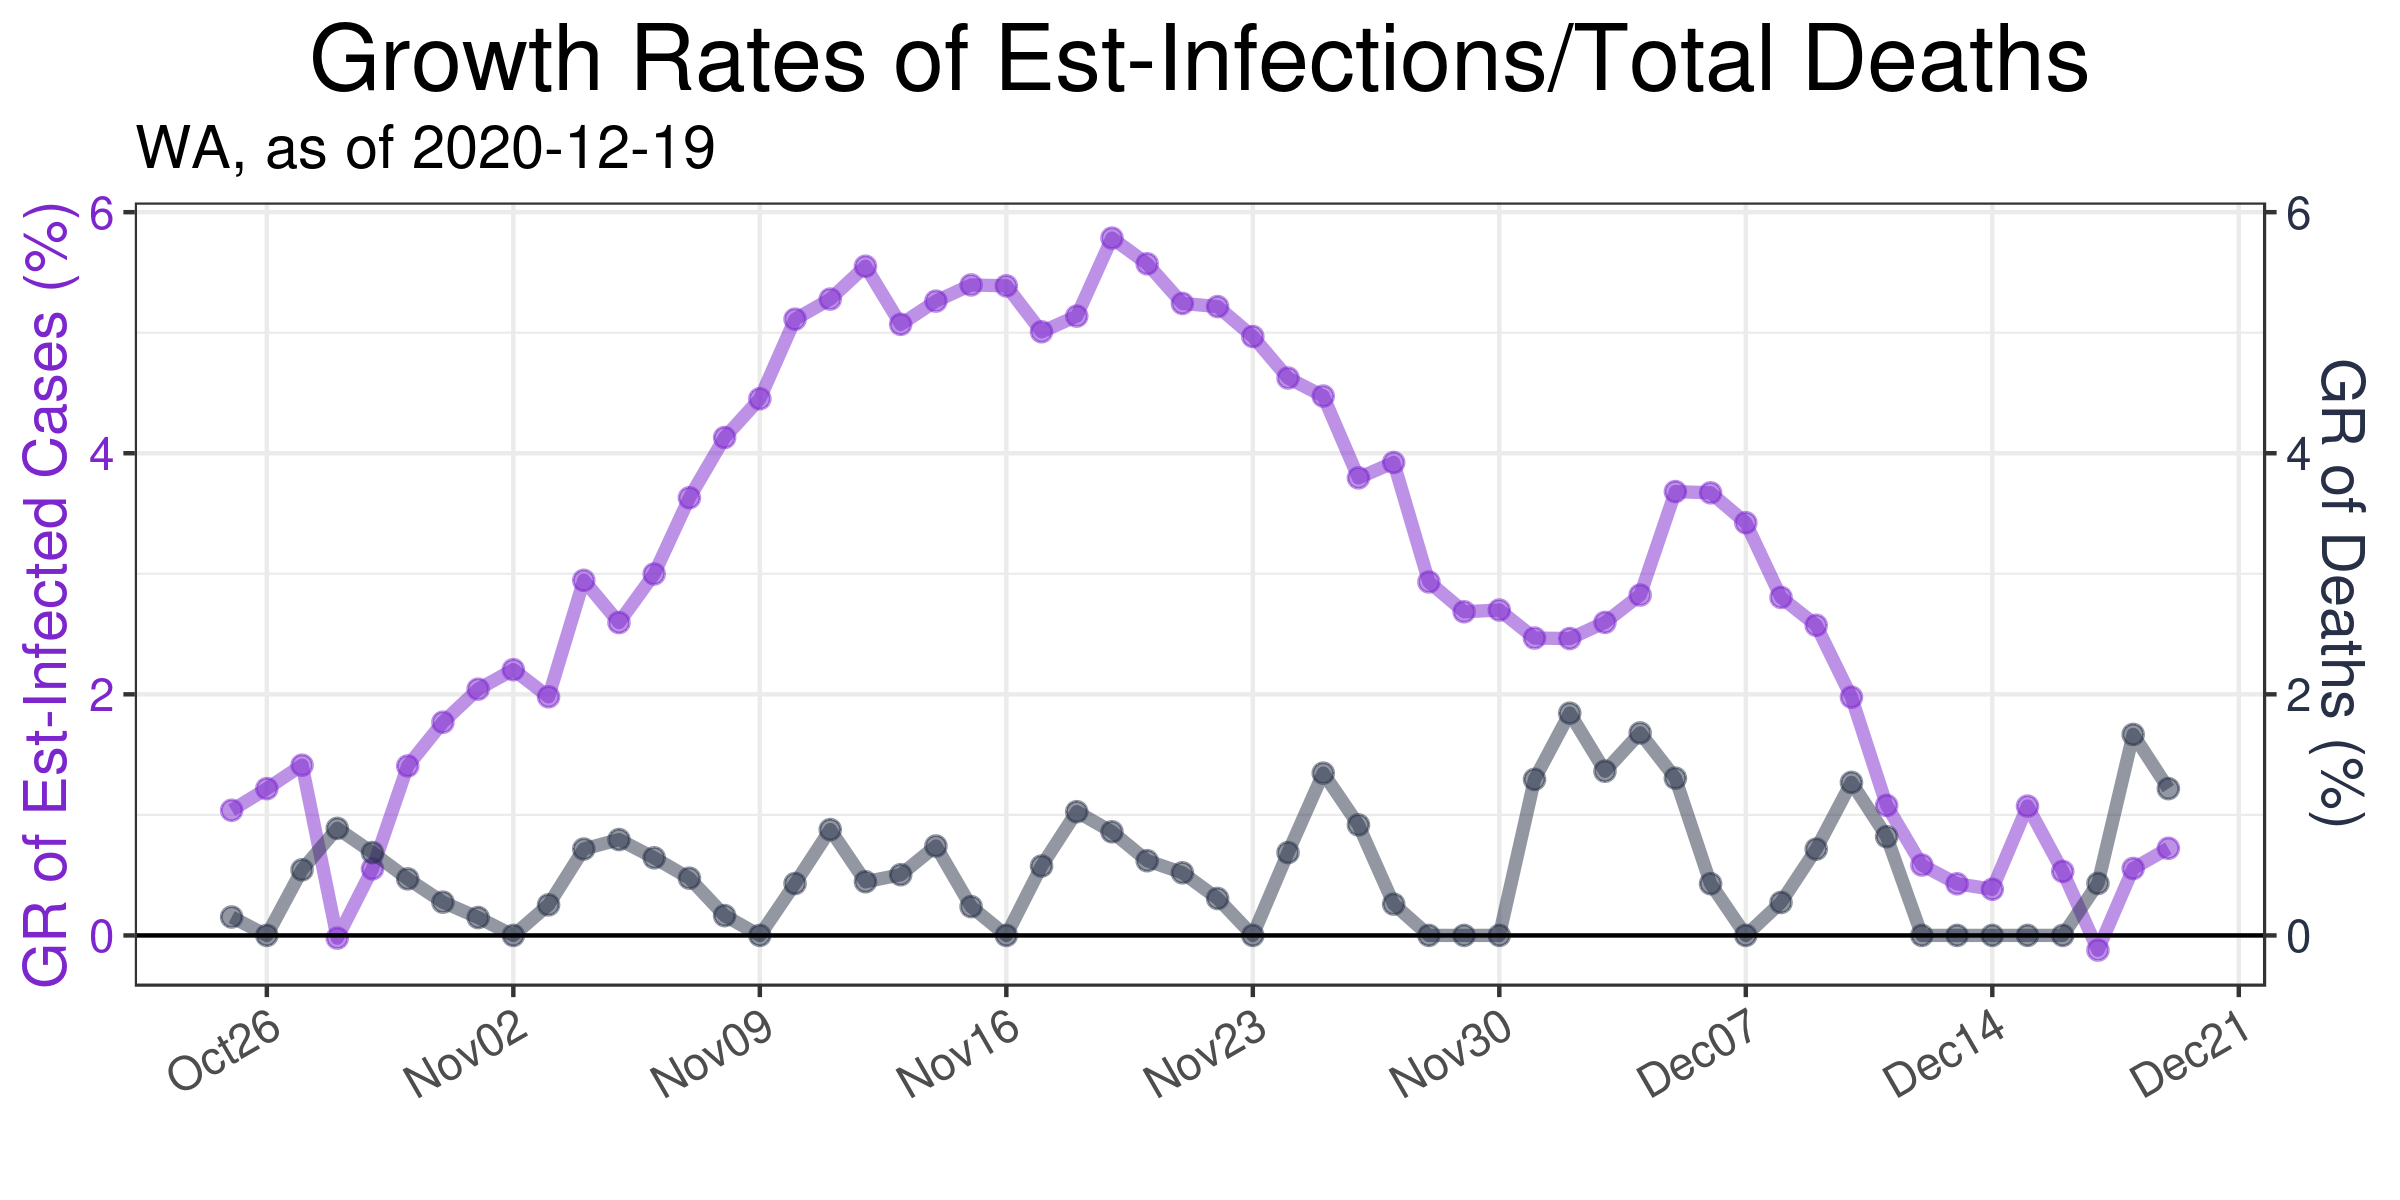 Growth Rates of Est-Infections/Total Deaths
WA, as of 2020-12-19
GR of Est-Infected Cases (%)
6
4
2
0
6
4
2
0
GR of Deaths (%)
Oct26
Nov02
Nov09
Nov16
Nov23
Nov30
Dec07
Dec14
Dec21